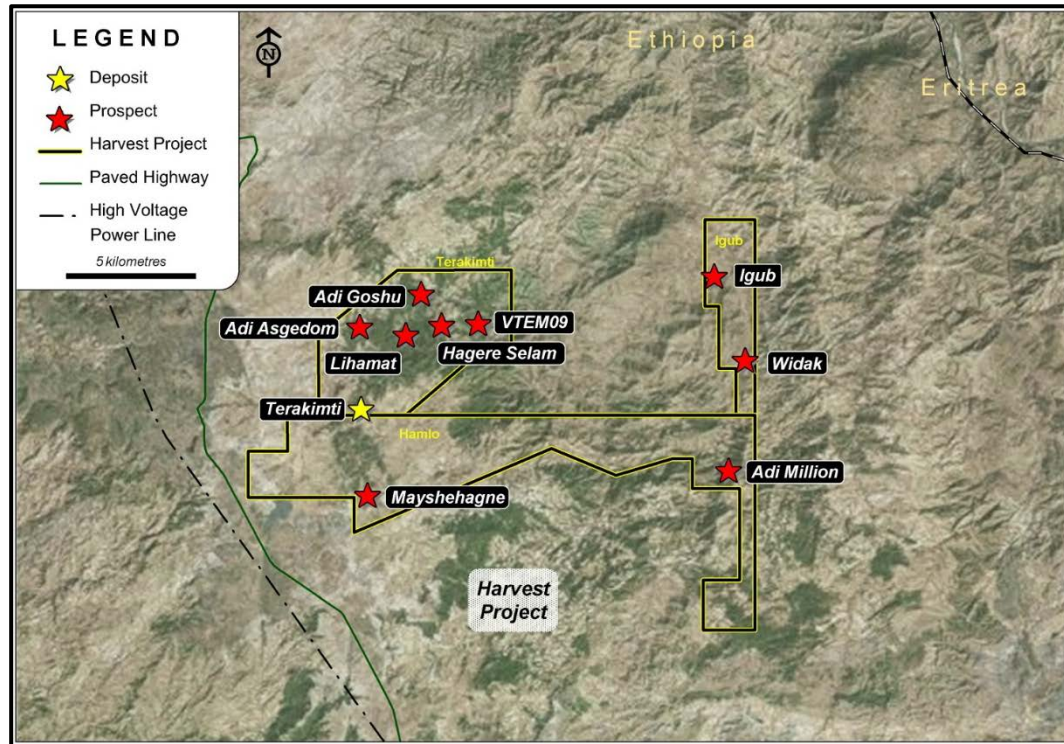 LEGEND
Deposit
Prospect
Harvest Project
Paved Highway
High Voltage
Power Line
5 kilometres
N
Ethiopia
Eritrea
Terakimti
Igub
Igub
Adi Goshu
Adi Asgedom
VTEM09
Lihamat
Hagere Selam
Widak
Terakimti
Hamlo
Adi Million
Mayshehagne
Harvest
Project